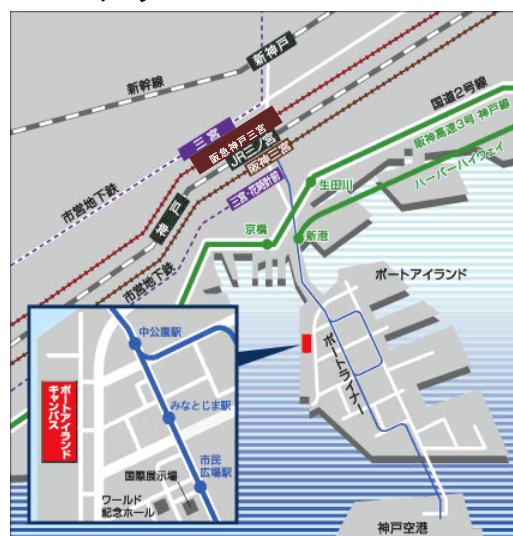 新神戸
新幹線
国道2号線
三宮
阪急神戸三宮
JR三ノ宮
阪神三宮
阪神高速3号 神戸線
ハーバーハイウェイ
市営地下鉄
神戸
三宮・花時計前
生田川
京橋
新港
市営地下鉄
ポートアイランド
ポートライナー
中公園駅
ポートアイランド
キャンパス
みなとじま駅
市民
広場駅
国際展示場
ワールド
記念ホール
神戸空港